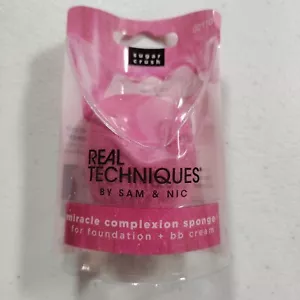 sugar
crush
REAL
TECHNIQUES®
BY SAM & NIC
miracle complexion sponge
for foundation + bb cream